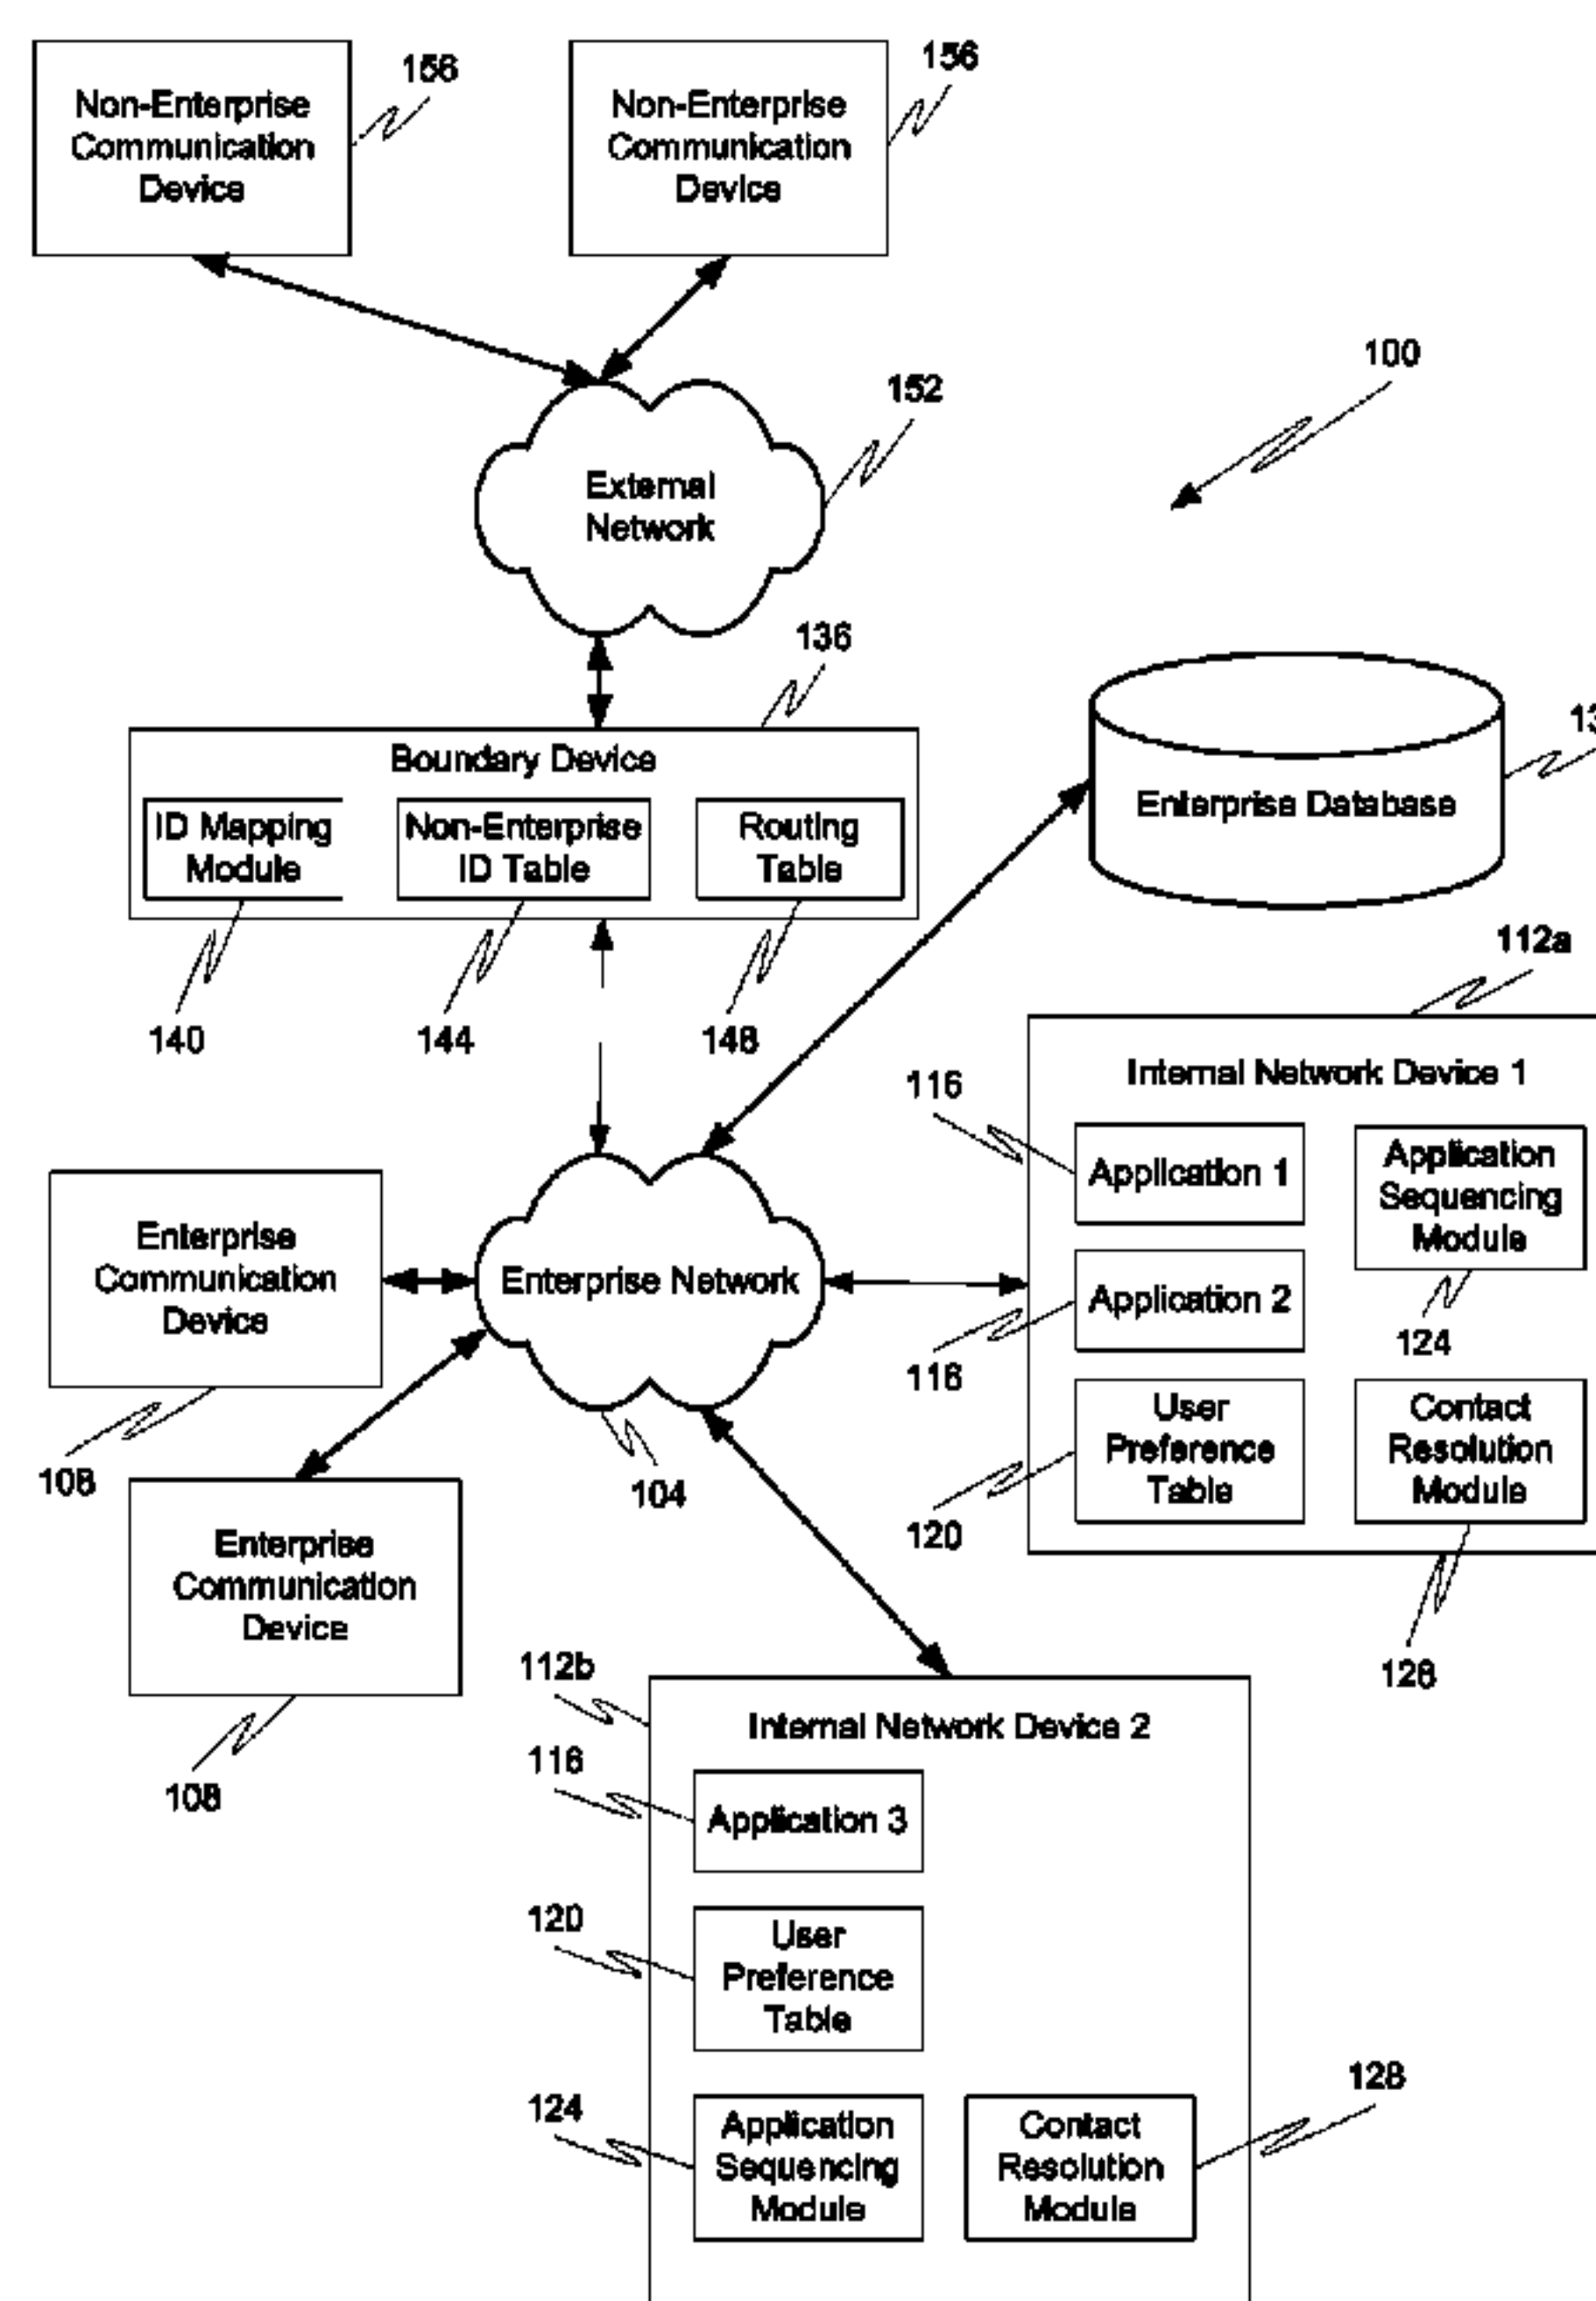 156
156
Non-Enterprise
Communication
Device
Non-Enterprise
Communication
Device
100
152
External
Network
136
Boundary Device
ID Mapping
Module
Non-Enterprise
ID Table
Routing
Table
140
144
148
Enterprise Database
112a
Internal Network Device 1
116
Application 1
Application
Sequencing
Module
124
116
Application 2
User
Preference
Table
120
Contact
Resolution
Module
128
Enterprise
Communication
Device
108
Enterprise Network
104
Enterprise
Communication
Device
108
112b
Internal Network Device 2
116
Application 3
120
User
Preference
Table
124
Application
Sequencing
Module
Contact
Resolution
Module
128